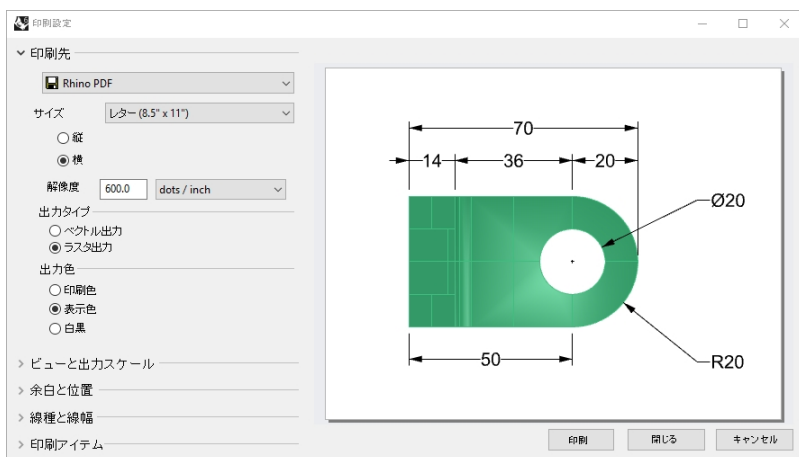 印刷設定
印刷先
Rhino PDF
サイズ レター (8.5" x 11")
縦
横
解像度 600.0 dots / inch
出力タイプ
ベクトル出力
ラスタ出力
出力色
印刷色
表示色
白黒
ビューと出力スケール
余白と位置
線種と線幅
印刷アイテム
70
14 36 20
Ø20
50
R20
印刷 閉じる キャンセル